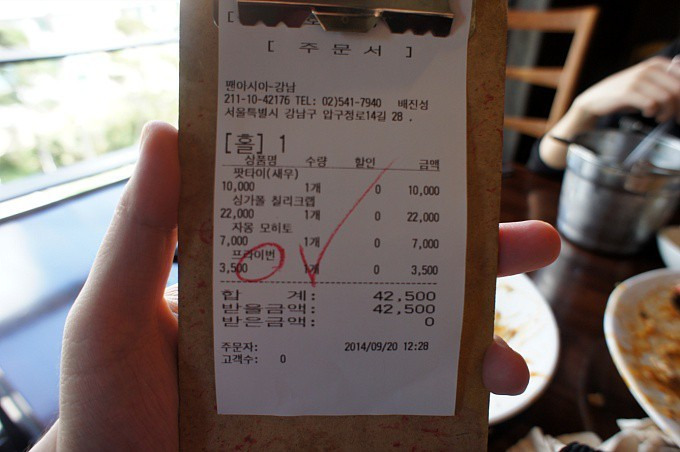 [ 주 문 서 ]
팬아시아-강남
211-10-42176 TEL: 02)541-7940 배진성
서울특별시 강남구 압구정로14길 28 .
[홀] 1
상품명 수량 할인 금액
팟타이(새우)
10,000 1개 0 10,000
싱가폴 칠리크랩
22,000 1개 0 22,000
자몽 모히토
7,000 1개 0 7,000
프라이번
3,500 1개 0 3,500
합 계: 42,500
받을금액: 42,500
받은금액: 0
주문자: 2014/09/20 12:28
고객수: 0